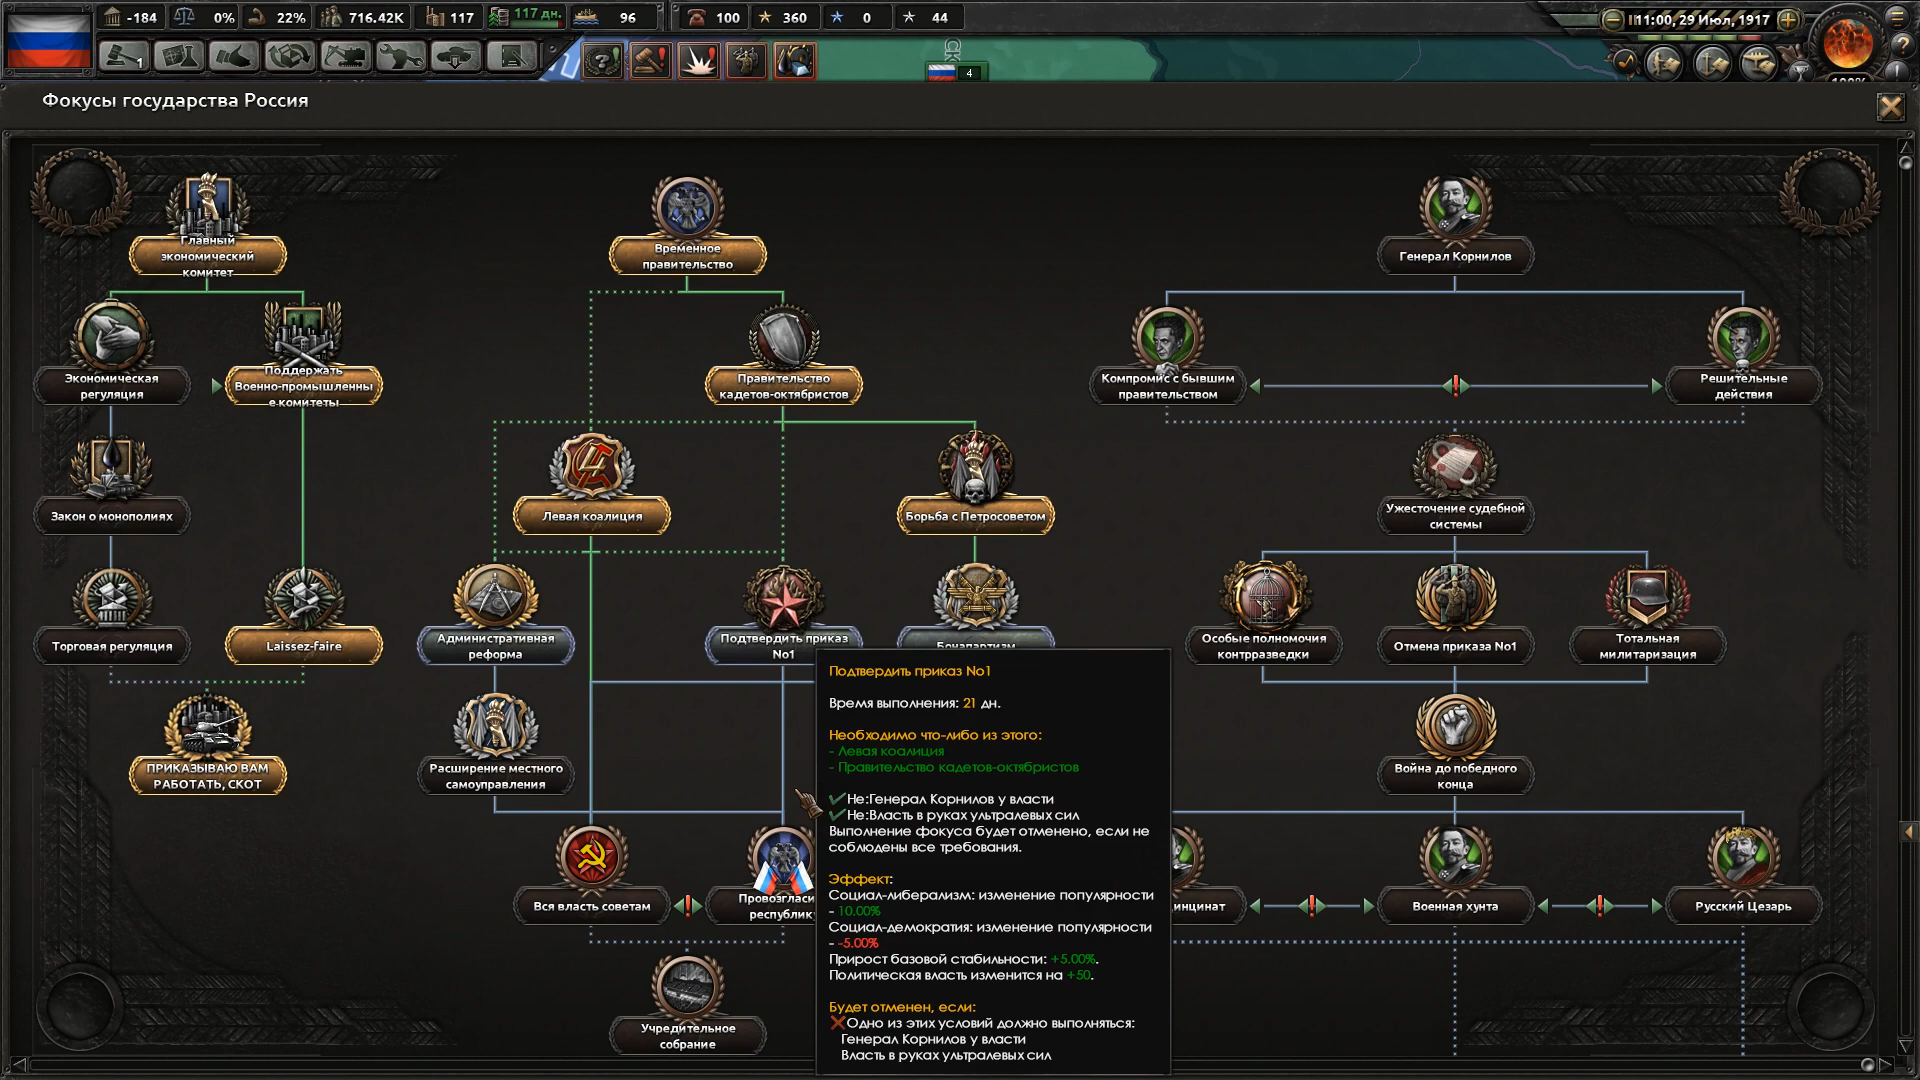 -184
0%
22%
716.42K
117
117 дн.
96
100
360
0
44
11:00, 29 Июл, 1917
1
4
100%
Фокусы государства Россия
Главный
экономический
комитет
Временное
правительство
Генерал Корнилов
Экономическая
регуляция
Поддержать
Военно-промышленны
е комитеты
Правительство
кадетов-октябристов
Компромис с бывшим
правительством
Решительные
действия
Закон о монополиях
Левая коалиция
Борьба с Петросоветом
Ужесточение судебной
системы
Торговая регуляция
Laissez-faire
Административная
реформа
Подтвердить приказ
No1
Бонапартизм
Особые полномочия
контрразведки
Отмена приказа No1
Тотальная
милитаризация
ПРИКАЗЫВАЮ ВАМ
РАБОТАТЬ, СКОТ
Расширение местного
самоуправления
Война до победного
конца
Вся власть советам
Провозгласи
республику
динцинат
Военная хунта
Русский Цезарь
Учредительное
собрание
Подтвердить приказ No1
Время выполнения: 21 дн.
Необходимо что-либо из этого:
- Левая коалиция
- Правительство кадетов-октябристов
Не:Генерал Корнилов у власти
Не:Власть в руках ультралевых сил
Выполнение фокуса будет отменено, если не
соблюдены все требования.
Эффект:
Социал-либерализм: изменение популярности
- 10.00%
Социал-демократия: изменение популярности
- -5.00%
Прирост базовой стабильности: +5.00%.
Политическая власть изменится на +50.
Будет отменен, если:
Одно из этих условий должно выполняться:
Генерал Корнилов у власти
Власть в руках ультралевых сил